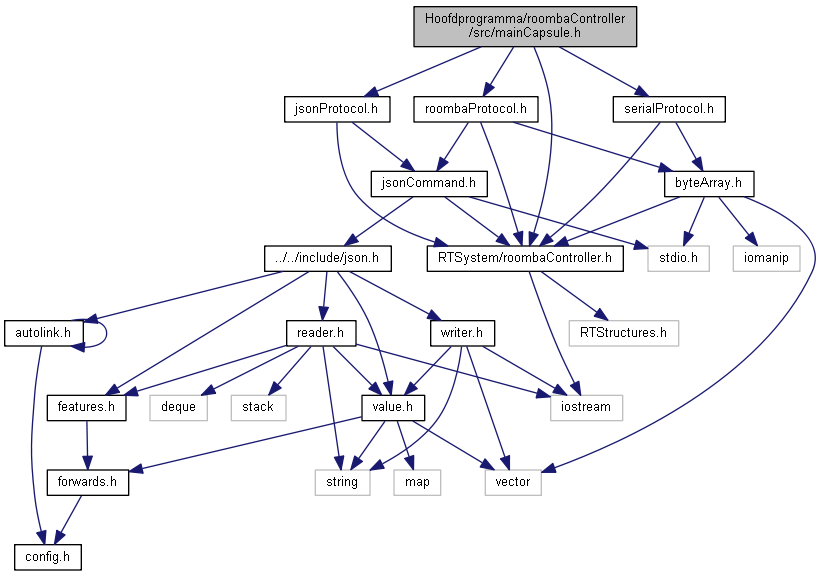 Hoofdprogramma/roombaController
/src/mainCapsule.h
jsonProtocol.h
roombaProtocol.h
serialProtocol.h
jsonCommand.h
byteArray.h
../../include/json.h
RTSystem/roombaController.h
stdio.h
iomanip
autolink.h
reader.h
writer.h
RTStructures.h
features.h
deque
stack
value.h
iostream
forwards.h
string
map
vector
config.h